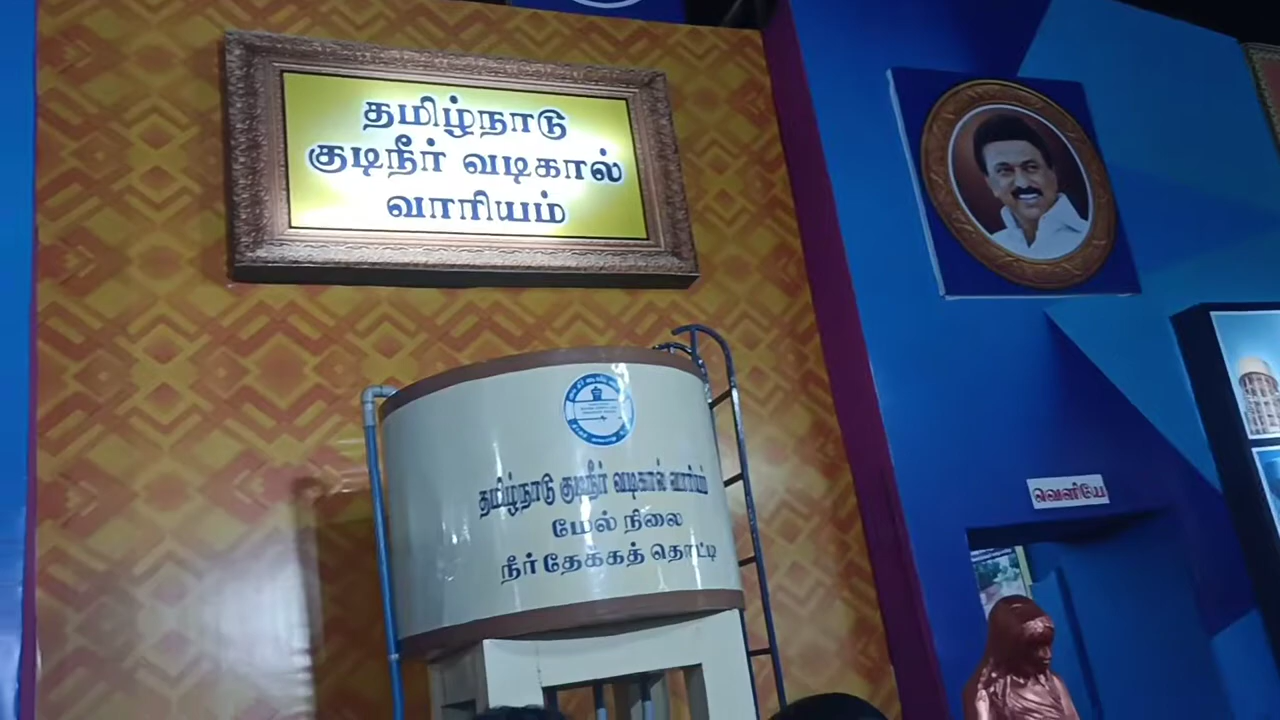 தமிழ்நாடு
குடிநீர் வடிகால்
வாரியம்
தமிழ்நாடு குடிநீர் வடிகால் வாரியம்
மேல் நிலை
நீர் தேக்கத் தொட்டி
வெளியே